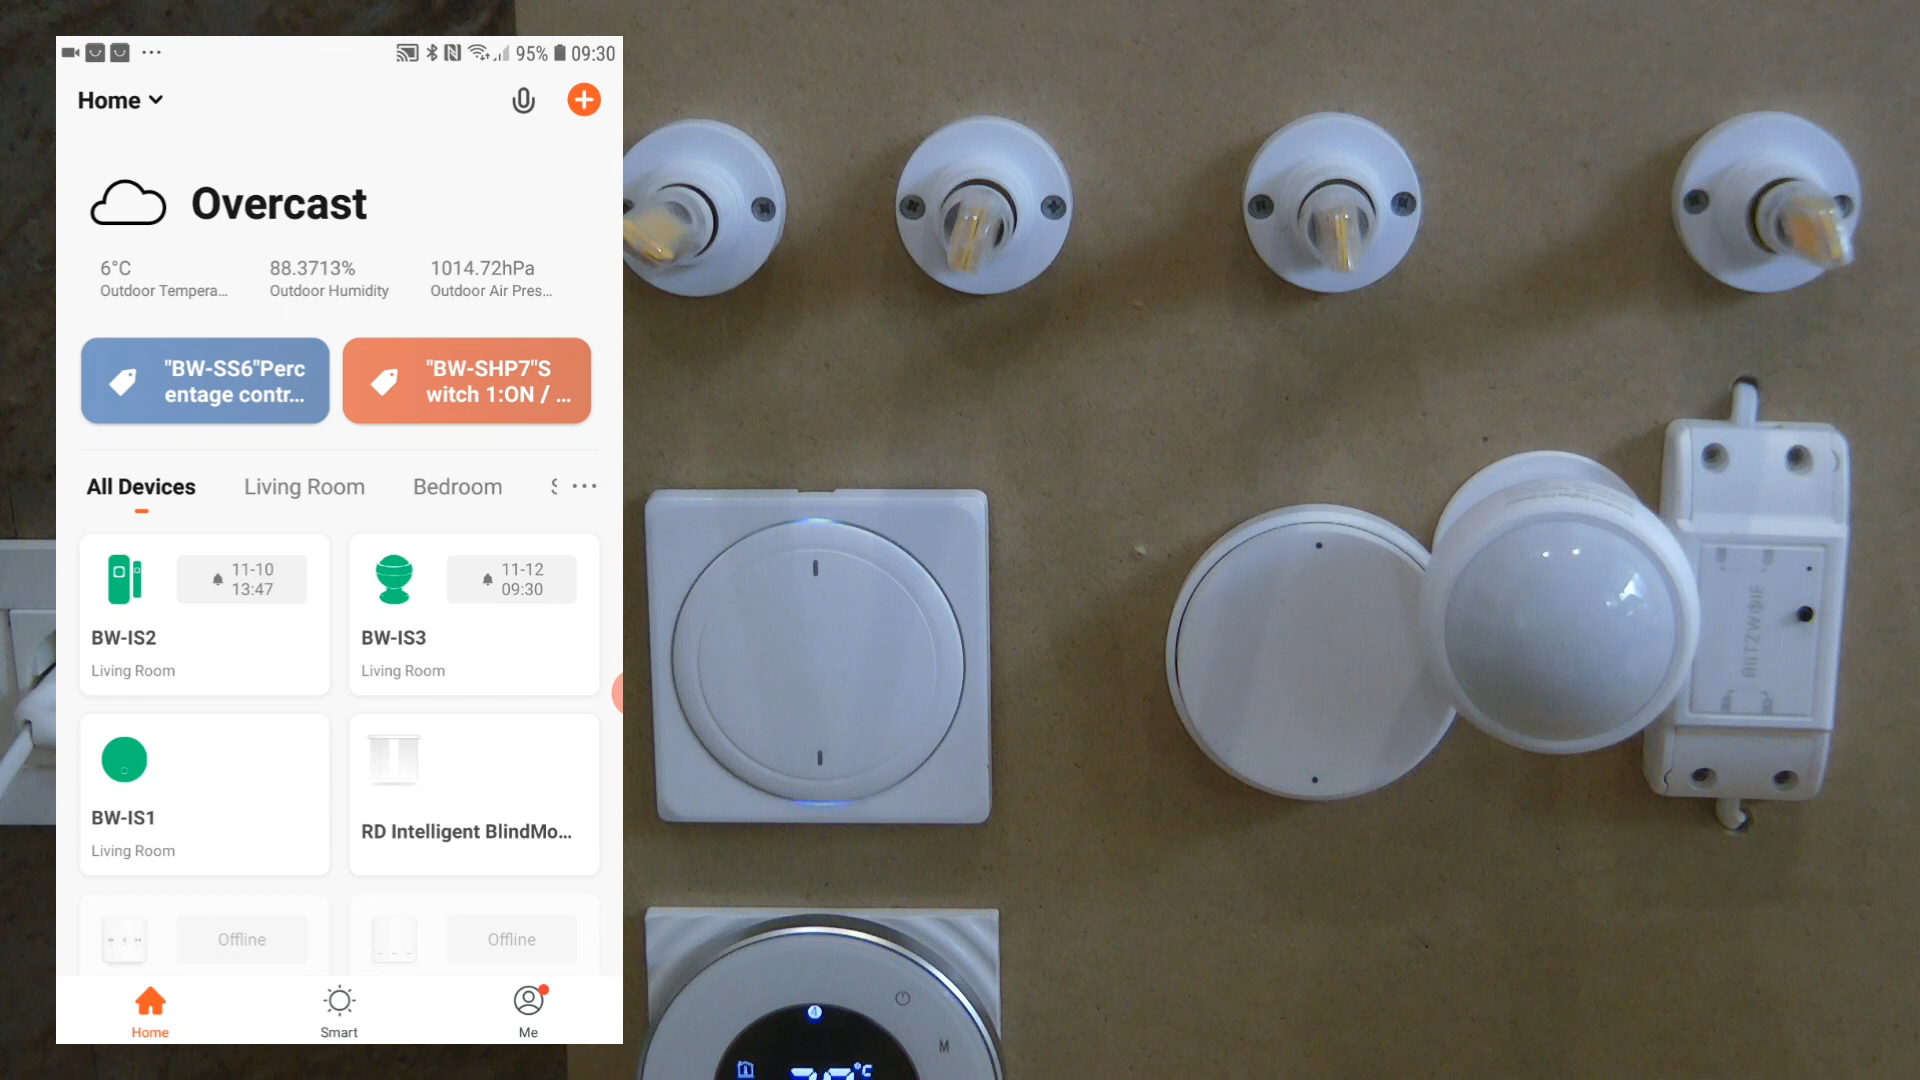 95% 09:30
Home
Overcast
6°C 88.3713% 1014.72hPa
Outdoor Tempera... Outdoor Humidity Outdoor Air Pres...
"BW-SS6"Perc
entage contr...
"BW-SHP7"S
witch 1:ON / ...
All Devices Living Room Bedroom
11-10
13:47
BW-IS2
Living Room
11-12
09:30
BW-IS3
Living Room
BW-IS1
Living Room
RD Intelligent BlindMo...
Offline
Offline
Home Smart Me
BlitZWolf
M
°C